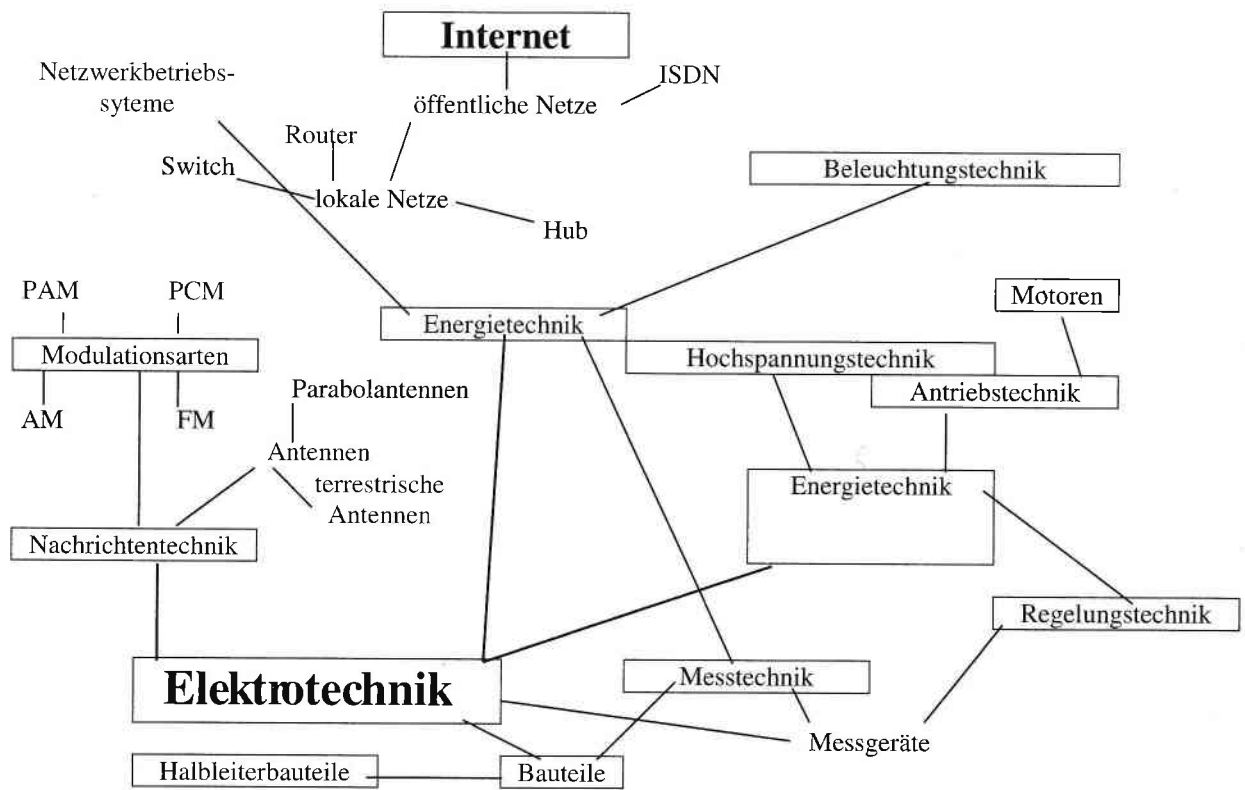 Internet
Netzwerkbetriebs-
syteme
ISDN
öffentliche Netze
Router
Switch
Beleuchtungstechnik
lokale Netze
Hub
PAM
PCM
Motoren
Energietechnik
Modulationsarten
Hochspannungstechnik
Parabolantennen
Antriebstechnik
AM
FM
Antennen
terrestrische
Antennen
Energietechnik
Nachrichtentechnik
Regelungstechnik
Elektrotechnik
Messtechnik
Messgeräte
Halbleiterbauteile
Bauteile